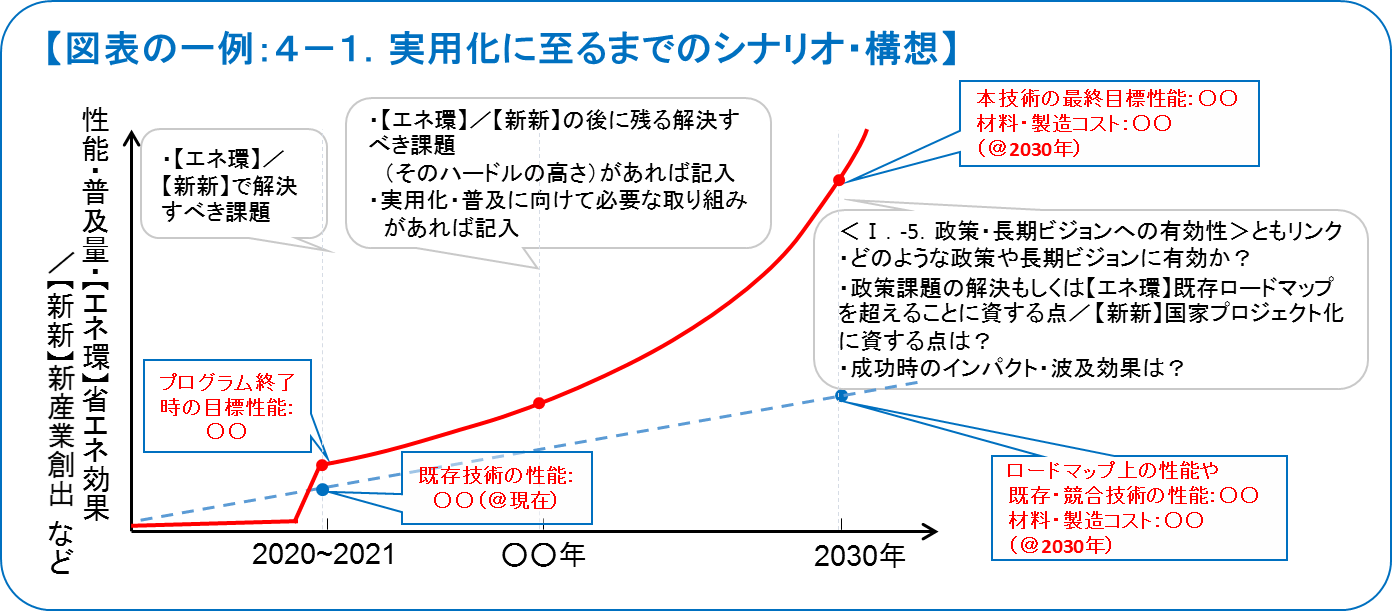 【図表の一例：４－１．実用化に至るまでのシナリオ・構想】
性能・普及量・【エネ環】省エネ効果
／【新新】新産業創出 など
・【エネ環】／
【新新】で解決
すべき課題
・【エネ環】／【新新】の後に残る解決す
べき課題
（そのハードルの高さ）があれば記入
・実用化・普及に向けて必要な取り組み
があれば記入
本技術の最終目標性能：〇〇
材料・製造コスト：〇〇
（＠2030年）
＜Ⅰ．-5．政策・長期ビジョンへの有効性＞ともリンク
・どのような政策や長期ビジョンに有効か？
・政策課題の解決もしくは【エネ環】既存ロードマップ
を超えることに資する点／【新新】国家プロジェクト化
に資する点は？
・成功時のインパクト・波及効果は？
プログラム終了
時の目標性能：
〇〇
既存技術の性能：
〇〇（＠現在）
ロードマップ上の性能や
既存・競合技術の性能：〇〇
材料・製造コスト：〇〇
（＠2030年）
2020~2021
〇〇年
2030年